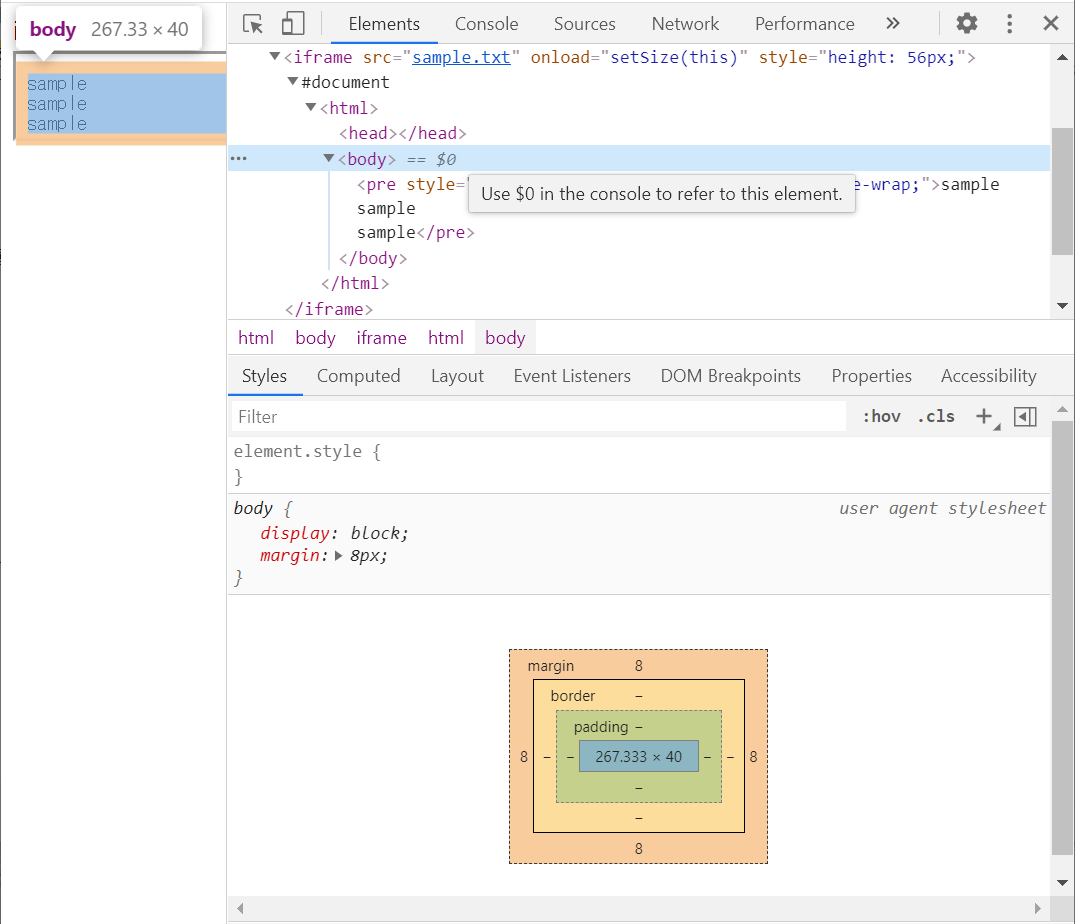 body 267.33 × 40
sample
sample
sample
Elements Console Sources Network Performance »
<iframe src="sample.txt" onload="setSize(this)" style="height: 56px;">
#document
<html>
<head></head>
<body> == $0
<pre style= e-wrap;">sample
Use $0 in the console to refer to this element.
sample
sample</pre>
</body>
</html>
</iframe>
html body iframe html body
Styles Computed Layout Event Listeners DOM Breakpoints Properties Accessibility
Filter :hov .cls +
element.style {
}
body { user agent stylesheet
display: block;
margin: 8px;
}
margin 8
border –
padding –
8 – – 267.333 × 40 – – 8
–
–
8